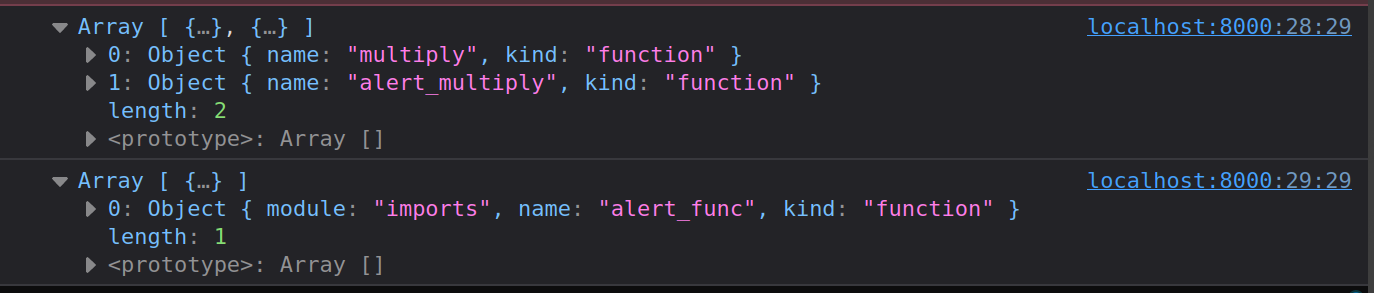 Array [ {…}, {…} ] localhost:8000:28:29
0: Object { name: "multiply", kind: "function" }
1: Object { name: "alert_multiply", kind: "function" }
length: 2
<prototype>: Array []
Array [ {…} ] localhost:8000:29:29
0: Object { module: "imports", name: "alert_func", kind: "function" }
length: 1
<prototype>: Array []